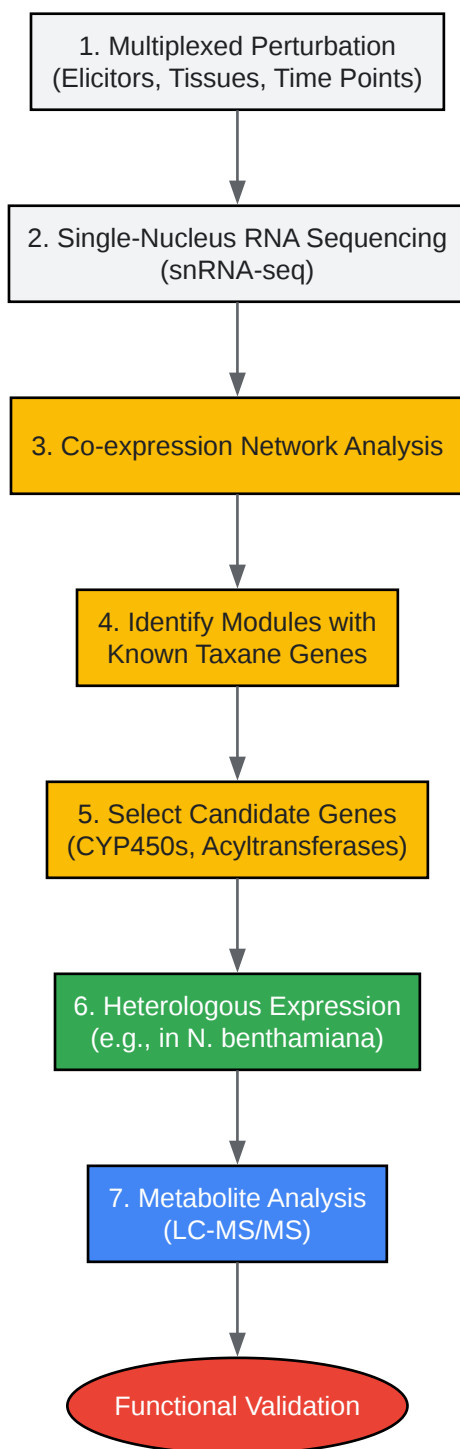 1. Multiplexed Perturbation
(Elicitors, Tissues, Time Points)
2. Single-Nucleus RNA Sequencing
(snRNA-seq)
3. Co-expression Network Analysis
4. Identify Modules with
Known Taxane Genes
5. Select Candidate Genes
(CYP450s, Acyltransferases)
6. Heterologous Expression
(e.g., in N. benthamiana)
7. Metabolite Analysis
(LC-MS/MS)
Functional Validation